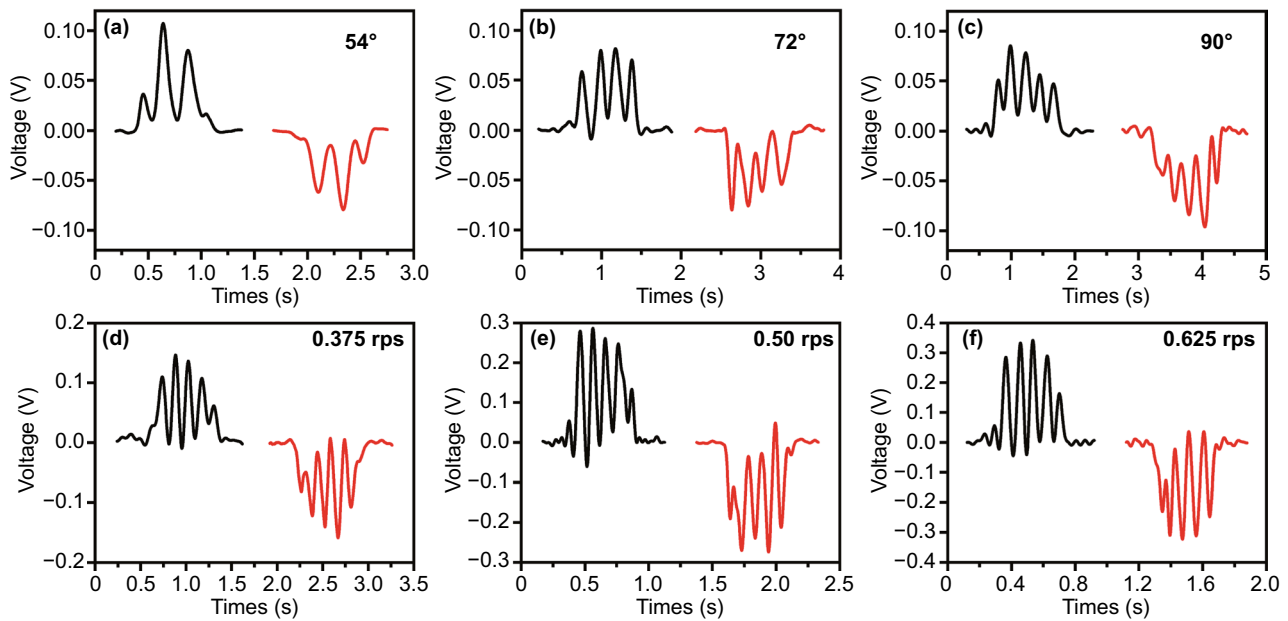 (a) 54°
Voltage (V)
0.10
0.05
0.00
−0.05
−0.10
0 0.5 1.0 1.5 2.0 2.5 3.0
Times (s)
(b) 72°
Voltage (V)
0.10
0.05
0.00
−0.05
−0.10
0 1 2 3 4
Times (s)
(c) 90°
Voltage (V)
0.10
0.05
0.00
−0.05
−0.10
0 1 2 3 4 5
Times (s)
(d) 0.375 rps
Voltage (V)
0.2
0.1
0.0
−0.1
−0.2
0 0.5 1.0 1.5 2.0 2.5 3.0 3.5
Times (s)
(e) 0.50 rps
Voltage (V)
0.3
0.2
0.1
0.0
−0.1
−0.2
−0.3
0 0.5 1.0 1.5 2.0 2.5
Times (s)
(f) 0.625 rps
Voltage (V)
0.4
0.3
0.2
0.1
0.0
−0.1
−0.2
−0.3
−0.4
0 0.4 0.8 1.2 1.6 2.0
Times (s)